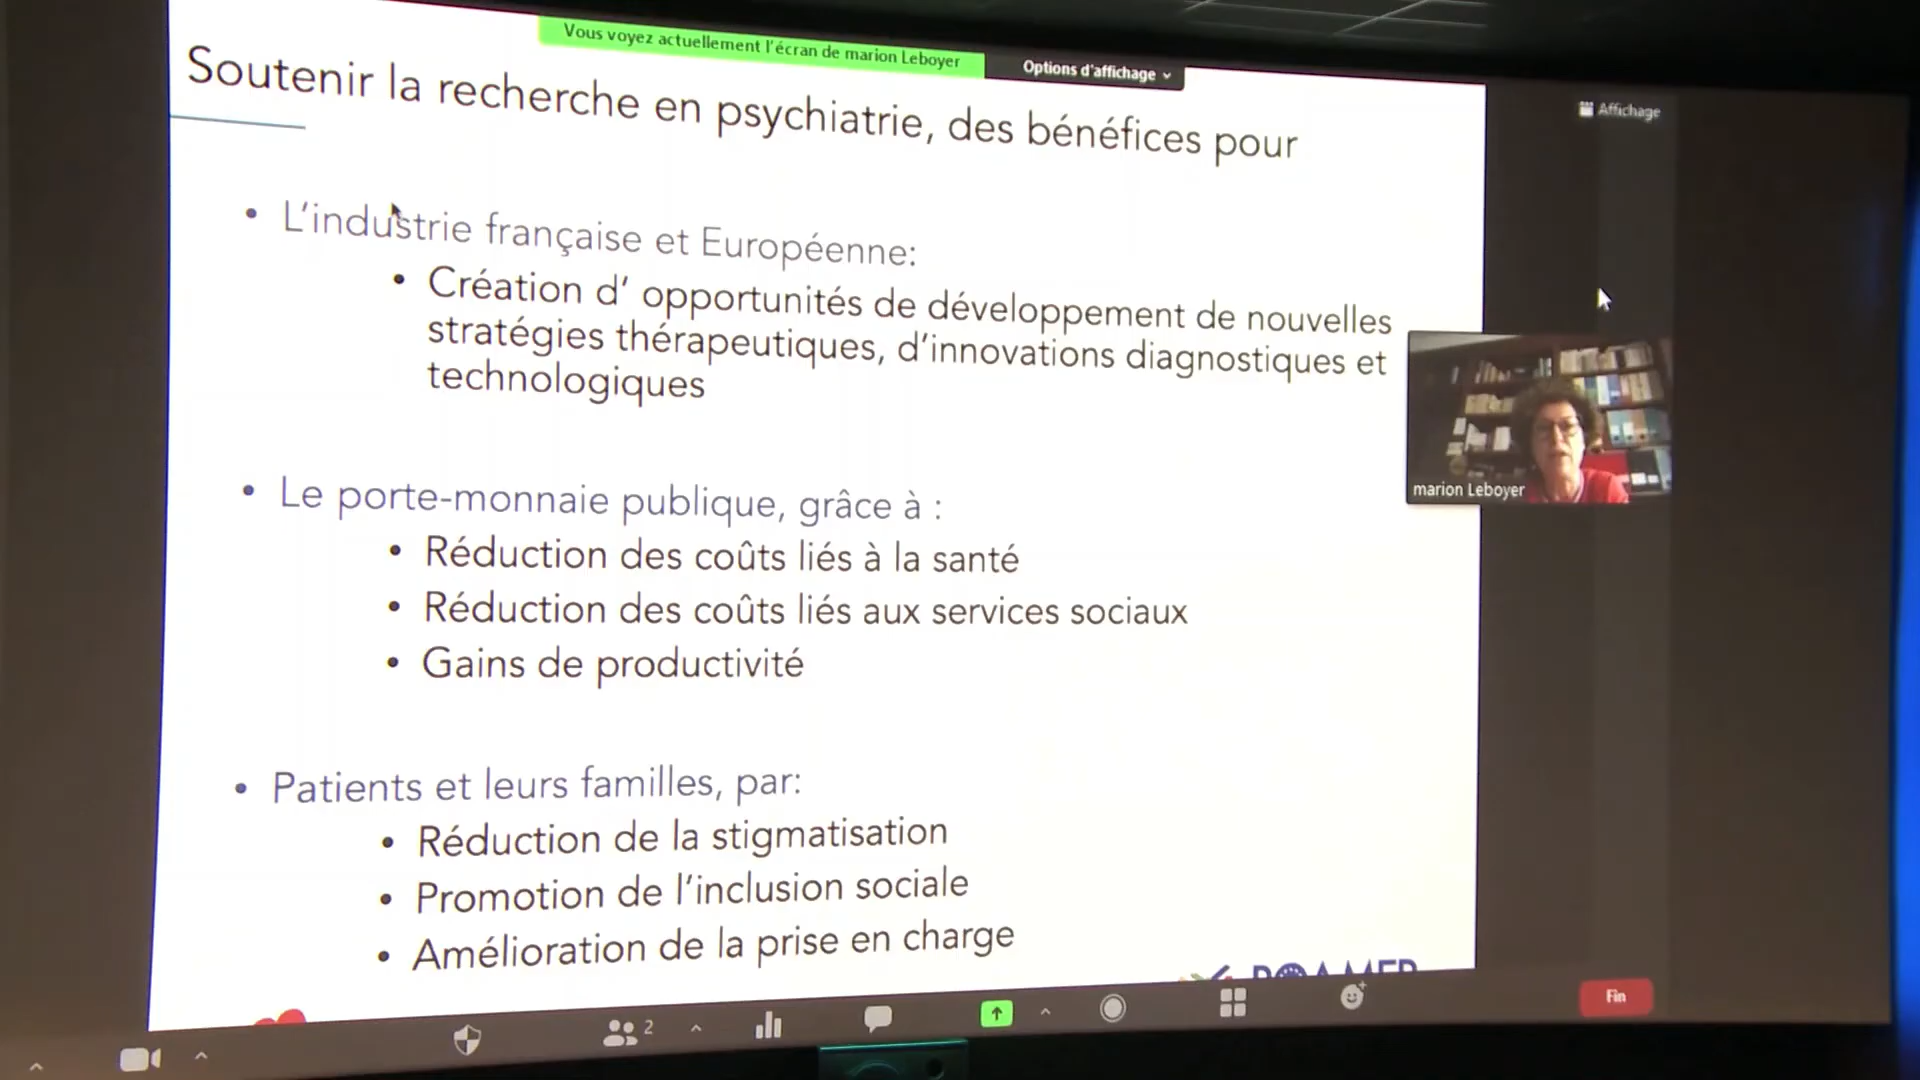 Vous voyez actuellement l'écran de marion Leboyer
Options d'affichage
Soutenir la recherche en psychiatrie, des bénéfices pour
Affichage
• L'industrie française et Européenne:
• Création d' opportunités de développement de nouvelles
stratégies thérapeutiques, d'innovations diagnostiques et
technologiques
marion Leboyer
• Le porte-monnaie publique, grâce à :
• Réduction des coûts liés à la santé
• Réduction des coûts liés aux services sociaux
• Gains de productivité
• Patients et leurs familles, par:
• Réduction de la stigmatisation
• Promotion de l'inclusion sociale
• Amélioration de la prise en charge
ROAMER
2
Fin